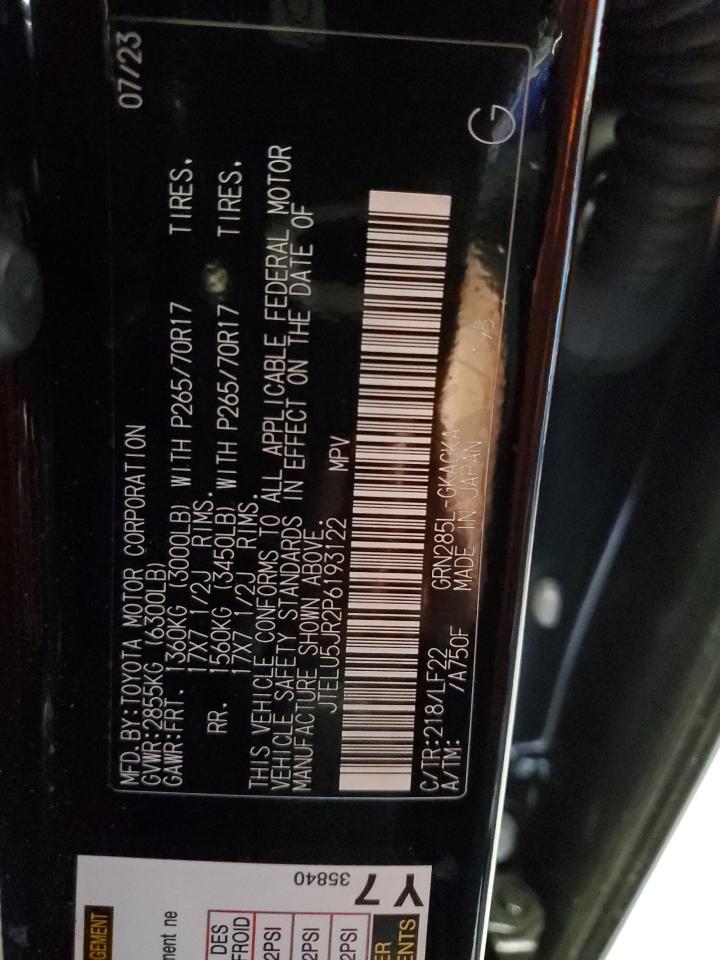 MFD.BY:TOYOTA MOTOR CORPORATION 07/23
GVWR:2855KG (6300LB)
GAWR:FRT. 1360KG (3000LB) WITH P265/70R17 TIRES.
17X7 1/2J RIMS.
RR. 1560KG (3450LB) WITH P265/70R17 TIRES.
17X7 1/2J RIMS.
THIS VEHICLE CONFORMS TO ALL APPLICABLE FEDERAL MOTOR
VEHICLE SAFETY STANDARDS IN EFFECT ON THE DATE OF
MANUFACTURE SHOWN ABOVE.
JTELU5JR2P6193122 MPV
C/TR:218/LF22 GRN285L-GKACKA
A/TM: /A750F MADE IN JAPAN
G
GEMENT
ment ne
DES
FROID
2PSI
2PSI
2PSI
ER
ENTS
Y7
35840